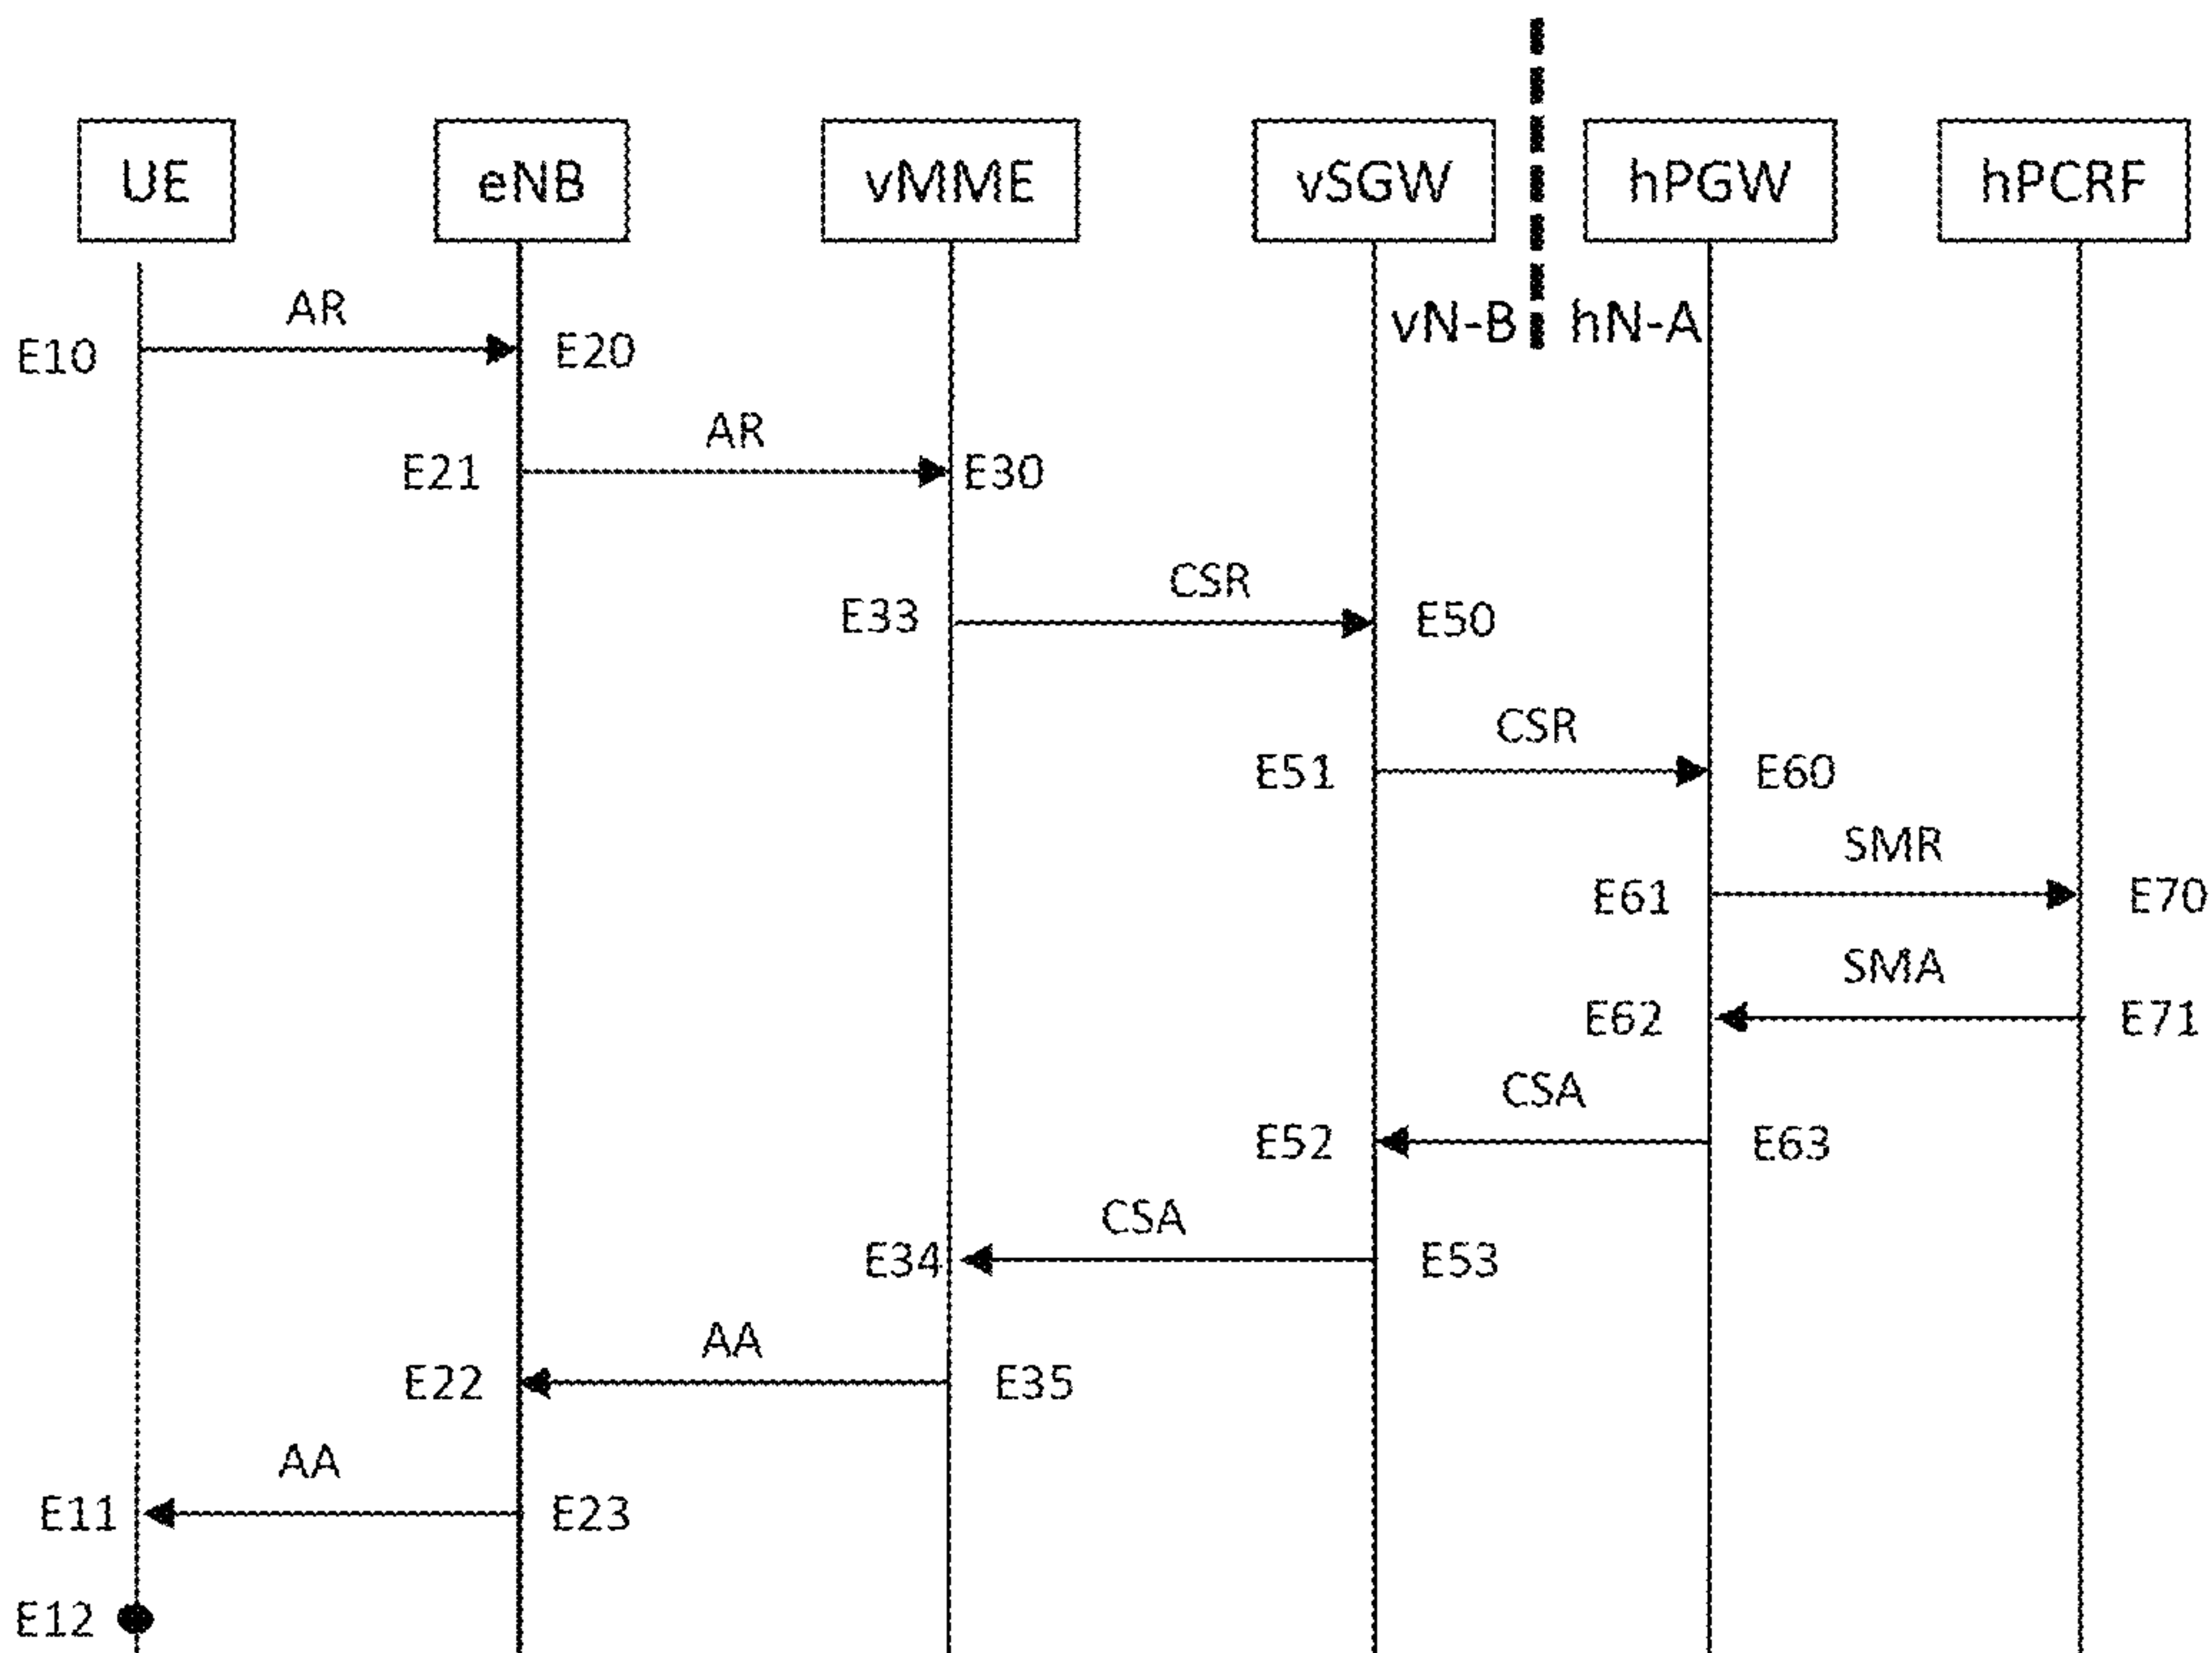 UE eNB vMME vSGW hPGW hPCRF
vN-B hN-A
AR
E10 E20
AR
E21 E30
CSR
E33 E50
CSR
E51 E60
SMR
E61 E70
SMA
E62 E71
CSA
E52 E63
CSA
E34 E53
AA
E22 E35
AA
E11 E23
E12